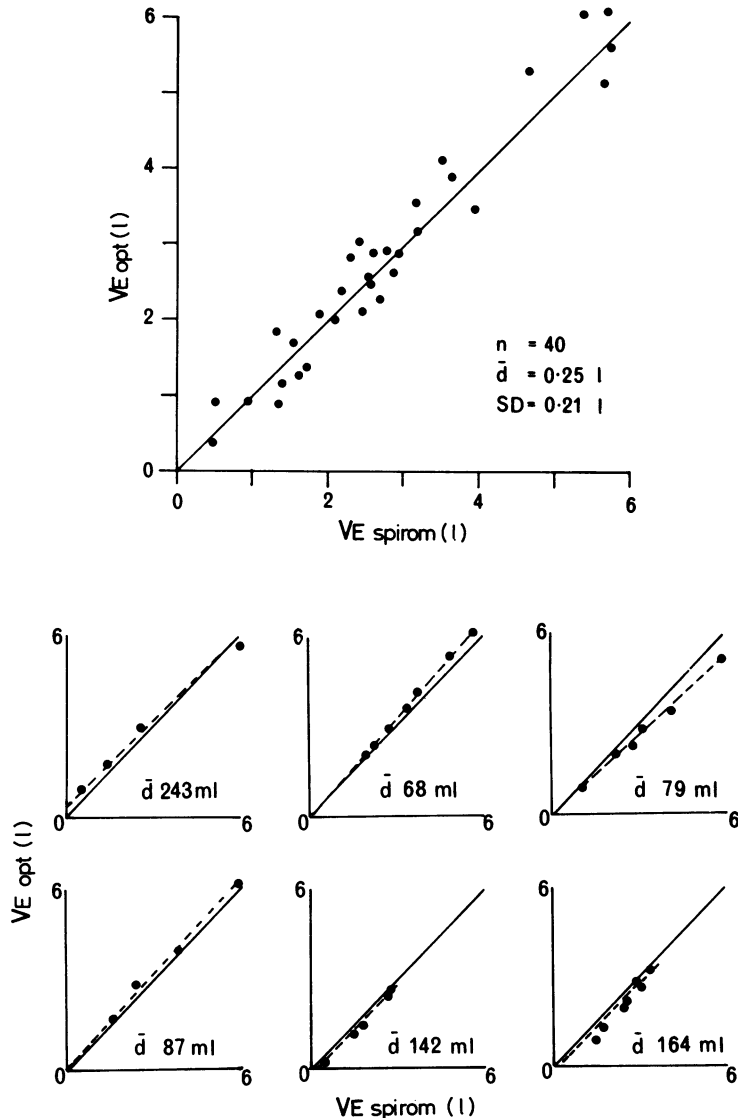 6
4
2
0
VE opt (l)
n = 40
d̄ = 0·25 l
SD = 0·21 l
0 2 4 6
VE spirom (l)
6
d̄ 243ml
0 6
6
d̄ 68 ml
0 6
6
d̄ 79 ml
0 6
VE opt (l)
6
d̄ 87 ml
0 6
6
d̄ 142 ml
0 6
6
d̄ 164 ml
0 6
VE spirom (l)